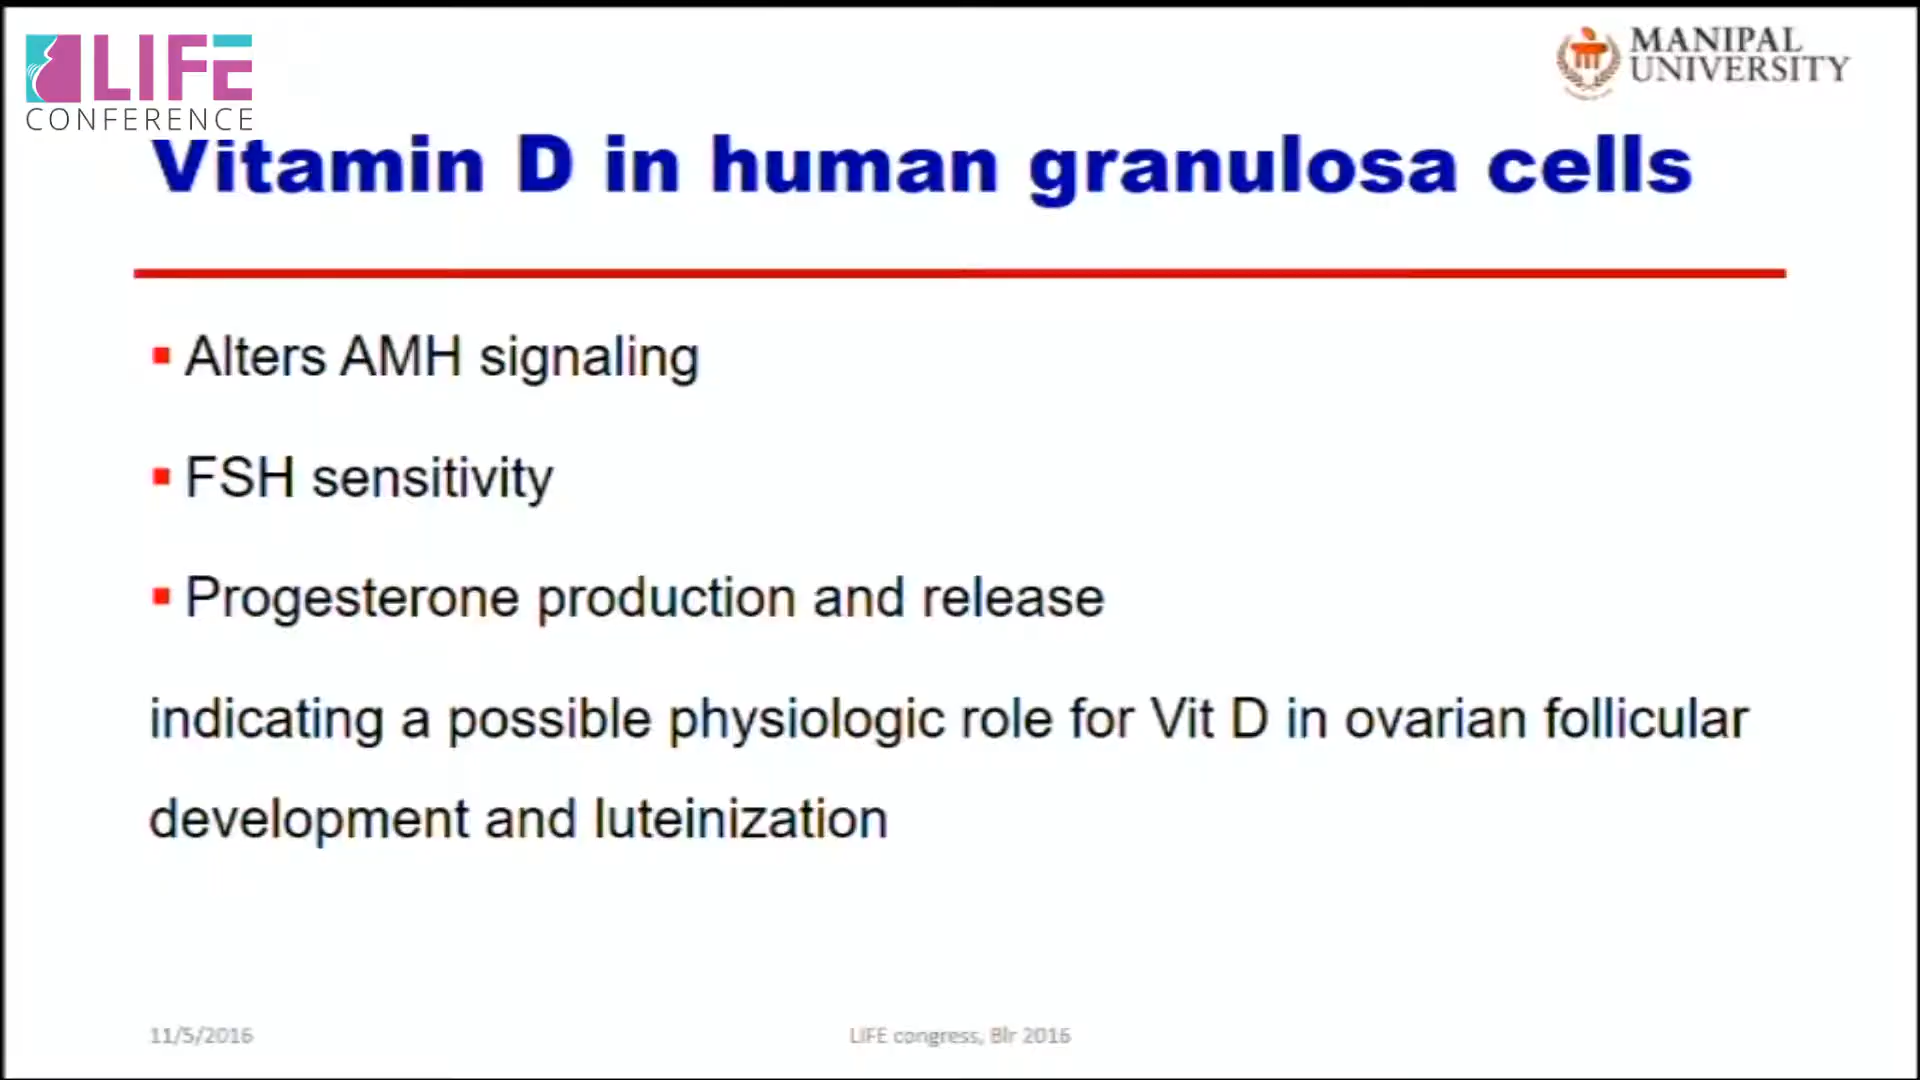 LIFE
CONFERENCE
MANIPAL
UNIVERSITY
Vitamin D in human granulosa cells
▪ Alters AMH signaling
▪ FSH sensitivity
▪ Progesterone production and release
indicating a possible physiologic role for Vit D in ovarian follicular
development and luteinization
11/5/2016
LIFE congress, Blr 2016